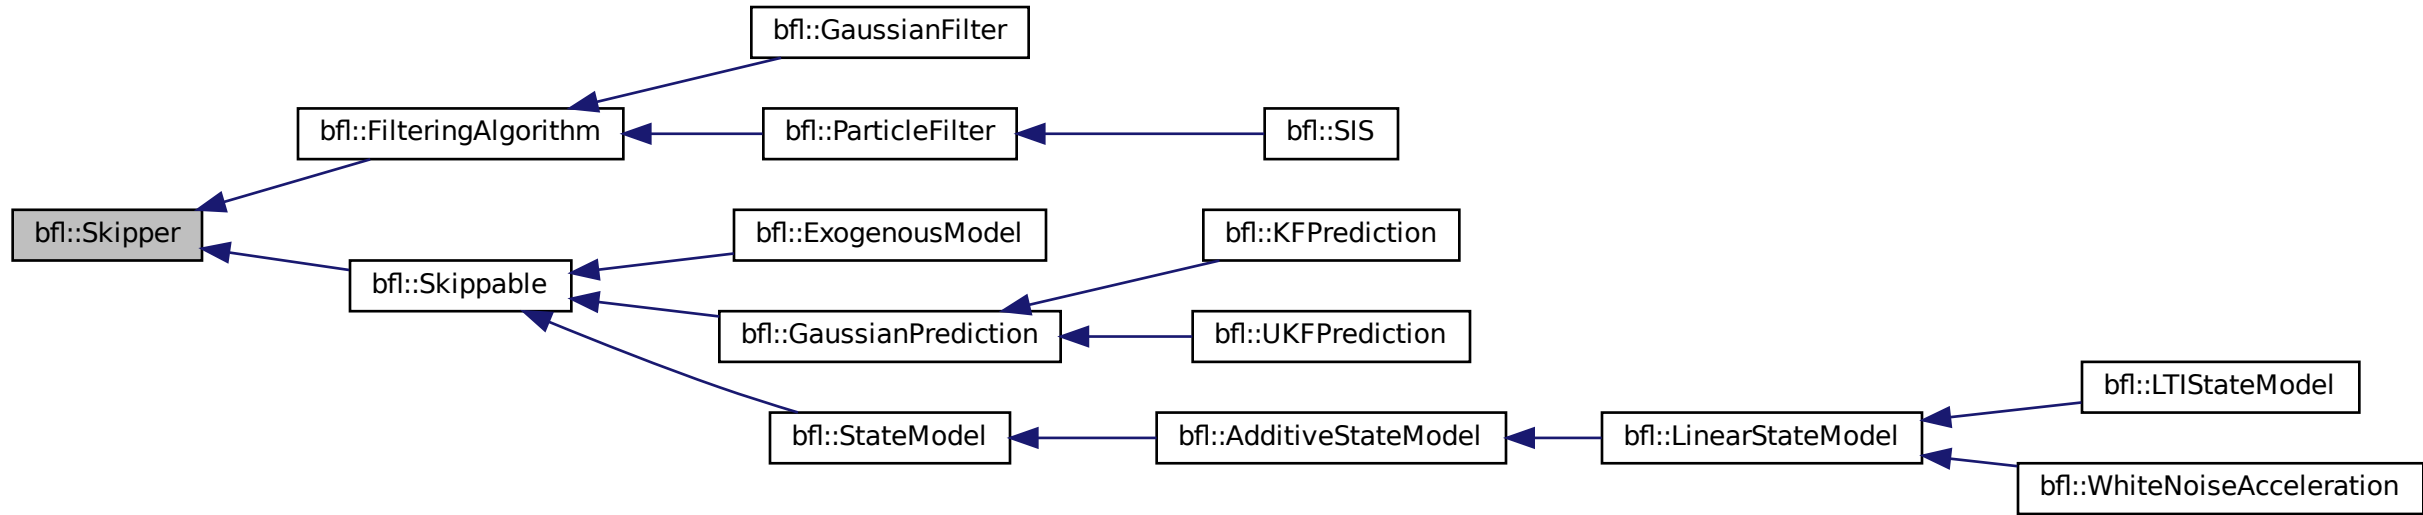 bfl::GaussianFilter
bfl::FilteringAlgorithm
bfl::ParticleFilter
bfl::SIS
bfl::Skipper
bfl::ExogenousModel
bfl::KFPrediction
bfl::Skippable
bfl::GaussianPrediction
bfl::UKFPrediction
bfl::LTIStateModel
bfl::StateModel
bfl::AdditiveStateModel
bfl::LinearStateModel
bfl::WhiteNoiseAcceleration